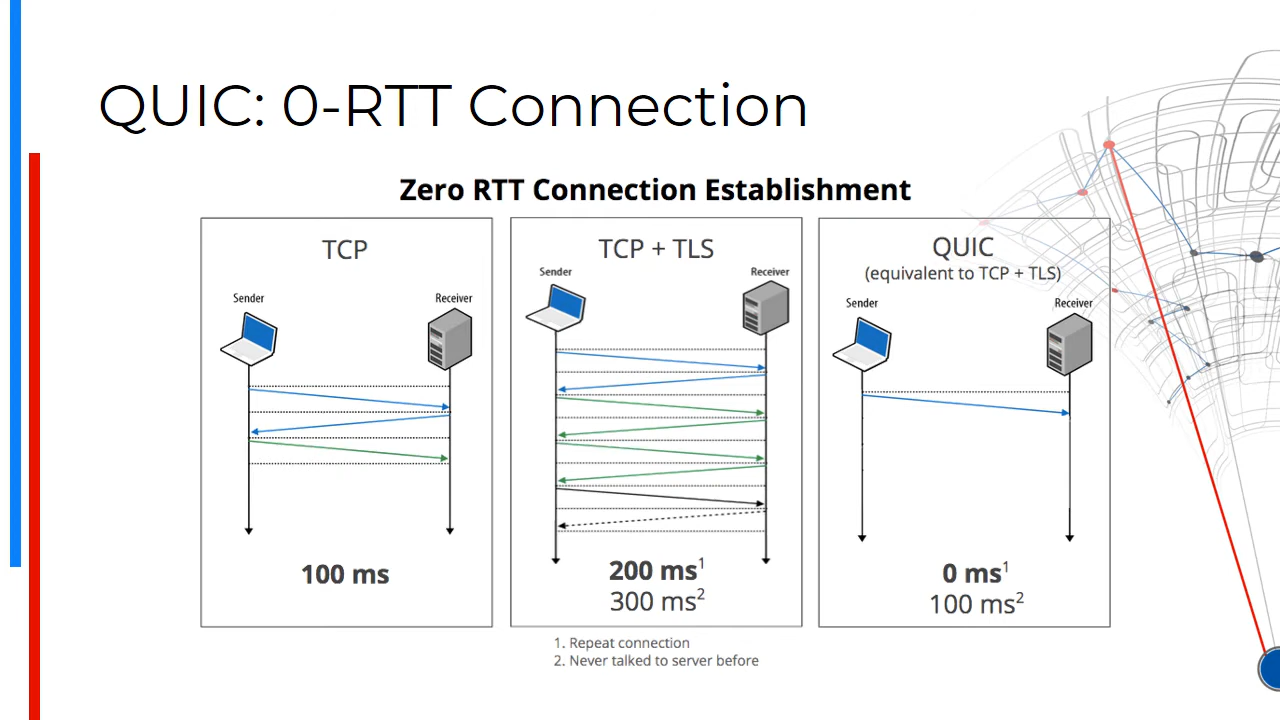 QUIC: 0-RTT Connection
Zero RTT Connection Establishment
TCP
Sender
Receiver
100 ms
TCP + TLS
Sender
Receiver
200 ms¹
300 ms²
QUIC
(equivalent to TCP + TLS)
Sender
Receiver
0 ms¹
100 ms²
1. Repeat connection
2. Never talked to server before